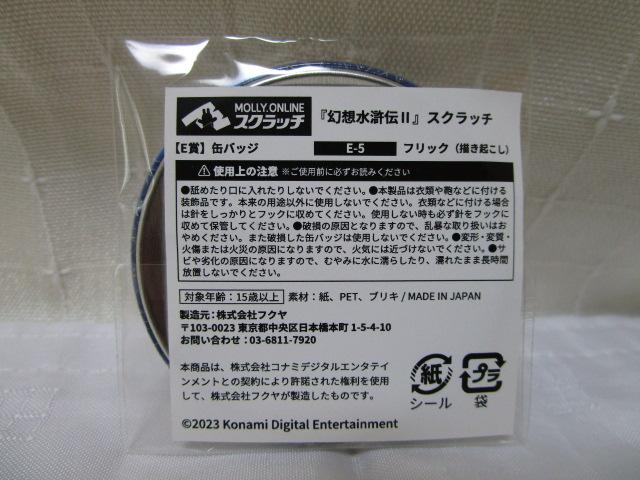 MOLLY.ONLINE
スクラッチ
『幻想水滸伝Ⅱ』スクラッチ
【E賞】缶バッジ
E-5
フリック（描き起こし）
使用上の注意 ※ご使用前に必ずお読みください。
●舐めたり口に入れたりしないでください。●本製品は衣類や鞄などに付ける
装飾品です。本来の用途以外に使用しないでください。衣類などに付ける場合
は針をしっかりとフックに収めてください。使用しない時も必ず針をフックに
収めて保管してください。●破損の原因となりますので、乱暴な取り扱いはお
やめください。また破損した缶バッジは使用しないでください。●変形・変質・
火傷または火災の原因になりますので、火気には近づけないでください。●サ
ビや劣化の原因になりますので、むやみに水に濡らしたり、濡れたまま長時間
放置しないでください。
対象年齢：15歳以上 素材：紙、PET、ブリキ / MADE IN JAPAN
製造元：株式会社フクヤ
〒103-0023 東京都中央区日本橋本町 1-5-4-10
お問い合わせ：03-6811-7920
本商品は、株式会社コナミデジタルエンタテイ
ンメントとの契約により許諾された権利を使用
して、株式会社フクヤが製造したものです。
紙
シール
プラ
袋
©2023 Konami Digital Entertainment